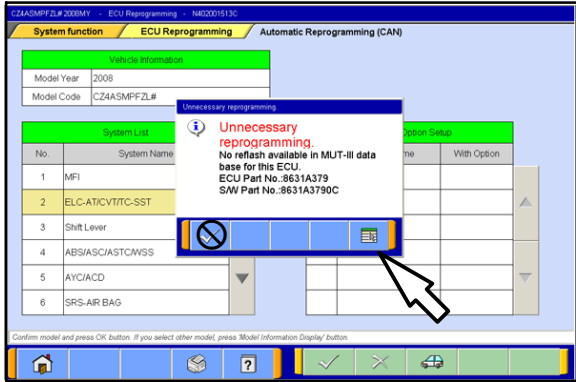 CZ4ASMPFZL# 2008MY - ECU Reprogramming - N402001513C
System function
ECU Reprogramming
Automatic Reprogramming (CAN)
Vehicle Information
Model Year 2008
Model Code CZ4ASMPFZL#
System List
No. System Name
1 MFI
2 ELC-AT/CVT/TC-SST
3 Shift Lever
4 ABS/ASC/ASTC/WSS
5 AYC/ACD
6 SRS-AIR BAG
Option Setup
me With Option
Unnecessary reprogramming.
Unnecessary
reprogramming.
No reflash available in MUT-III data
base for this ECU.
ECU Part No.:8631A379
S/W Part No.:8631A3790C
Confirm model and press OK button. If you select other model, press 'Model Information Display' button.
?